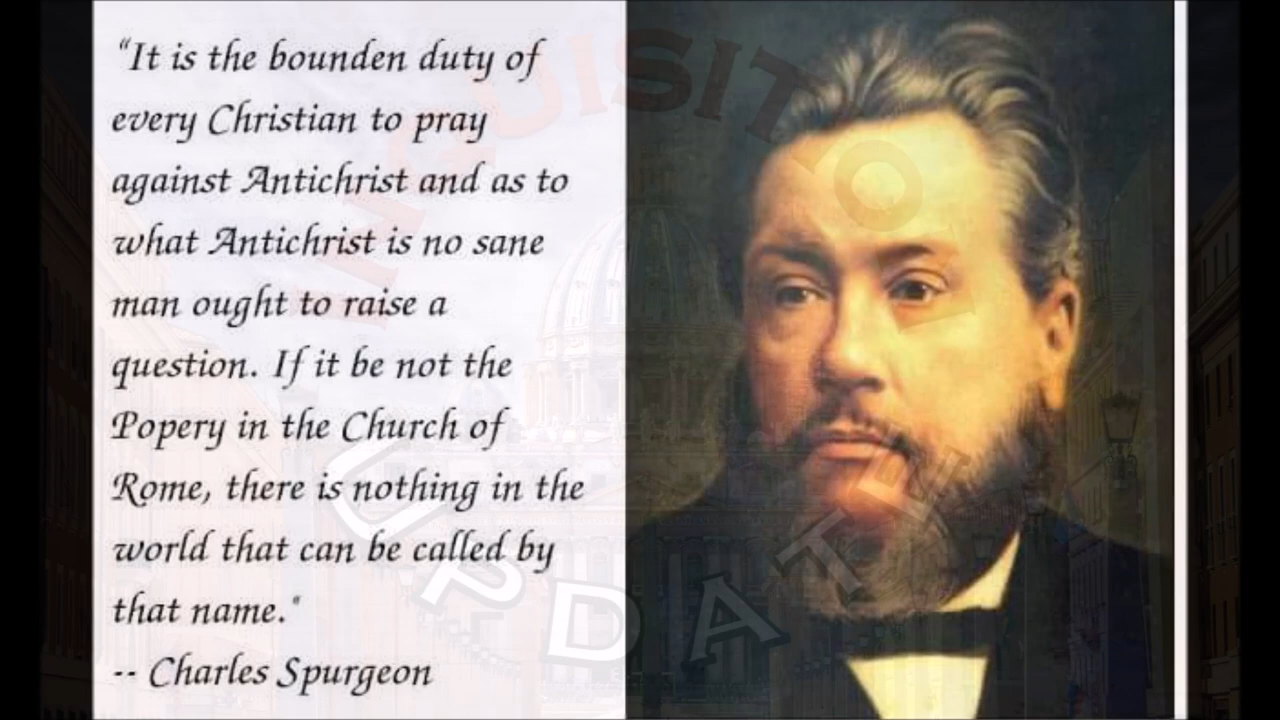 "It is the bounden duty of
every Christian to pray
against Antichrist and as to
what Antichrist is no sane
man ought to raise a
question. If it be not the
Popery in the Church of
Rome, there is nothing in the
world that can be called by
that name."
-- Charles Spurgeon
UPDATE